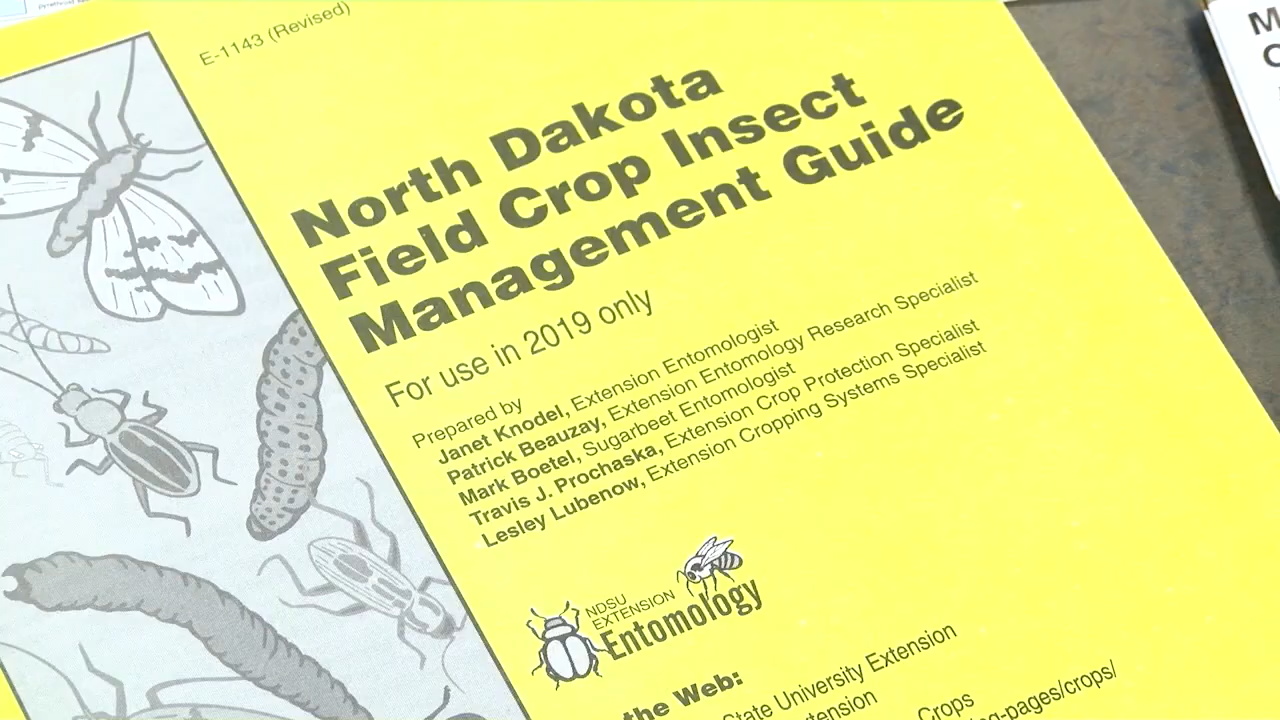 E-1143 (Revised)
North Dakota
Field Crop Insect
Management Guide
For use in 2019 only
Prepared by
Janet Knodel, Extension Entomologist
Patrick Beauzay, Extension Entomology Research Specialist
Mark Boetel, Sugarbeet Entomologist
Travis J. Prochaska, Extension Crop Protection Specialist
Lesley Lubenow, Extension Cropping Systems Specialist
NDSU
EXTENSION
Entomology
the Web:
State University Extension
Crops